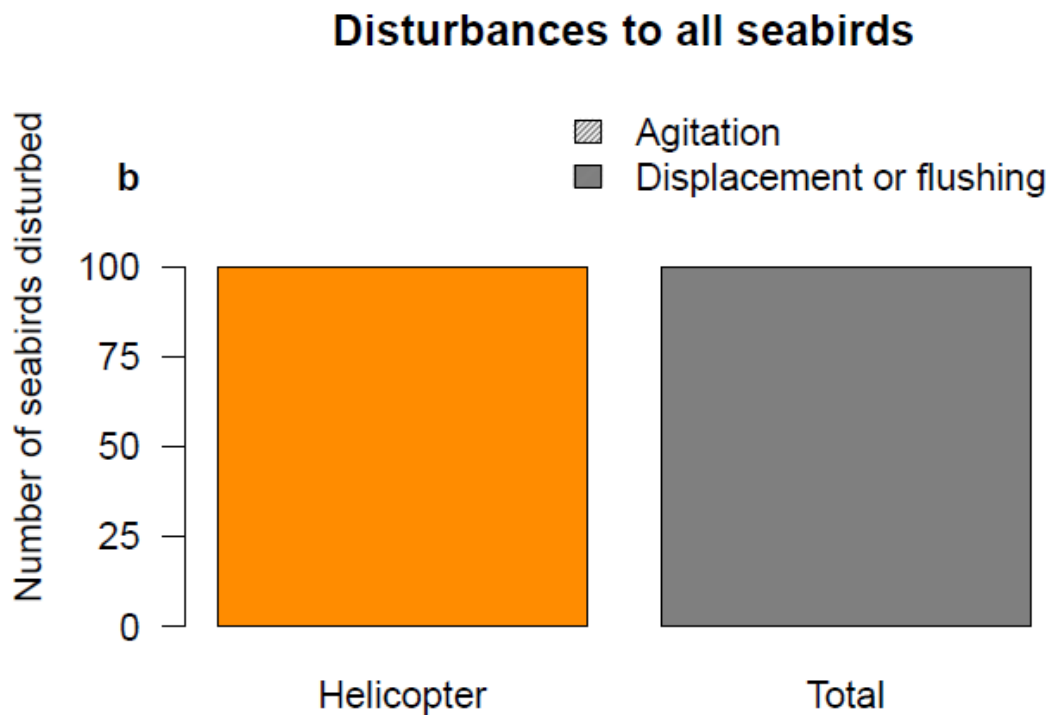 Disturbances to all seabirds
Agitation
Displacement or flushing
b
Number of seabirds disturbed
100
75
50
25
0
Helicopter
Total